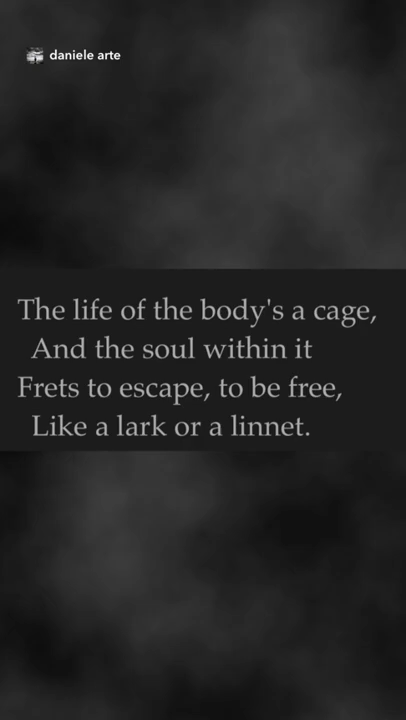 daniele arte
The life of the body's a cage,
And the soul within it
Frets to escape, to be free,
Like a lark or a linnet.